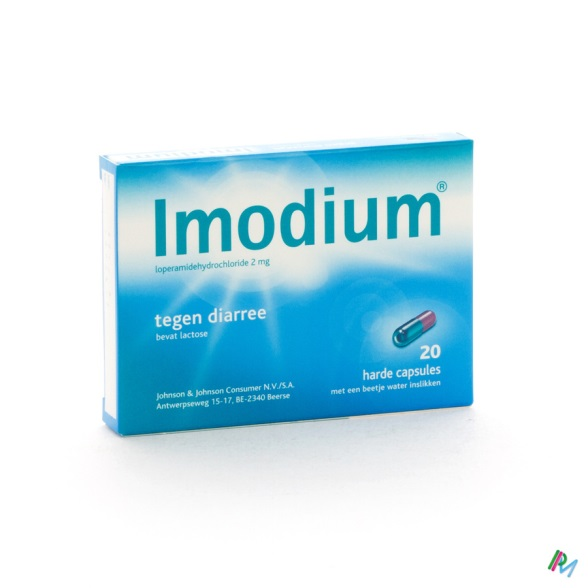 Imodium®
loperamidehydrochloride 2 mg
tegen diarree
bevat lactose
20
harde capsules
met een beetje water inslikken
Johnson & Johnson Consumer N.V./S.A.
Antwerpseweg 15-17, BE-2340 Beerse